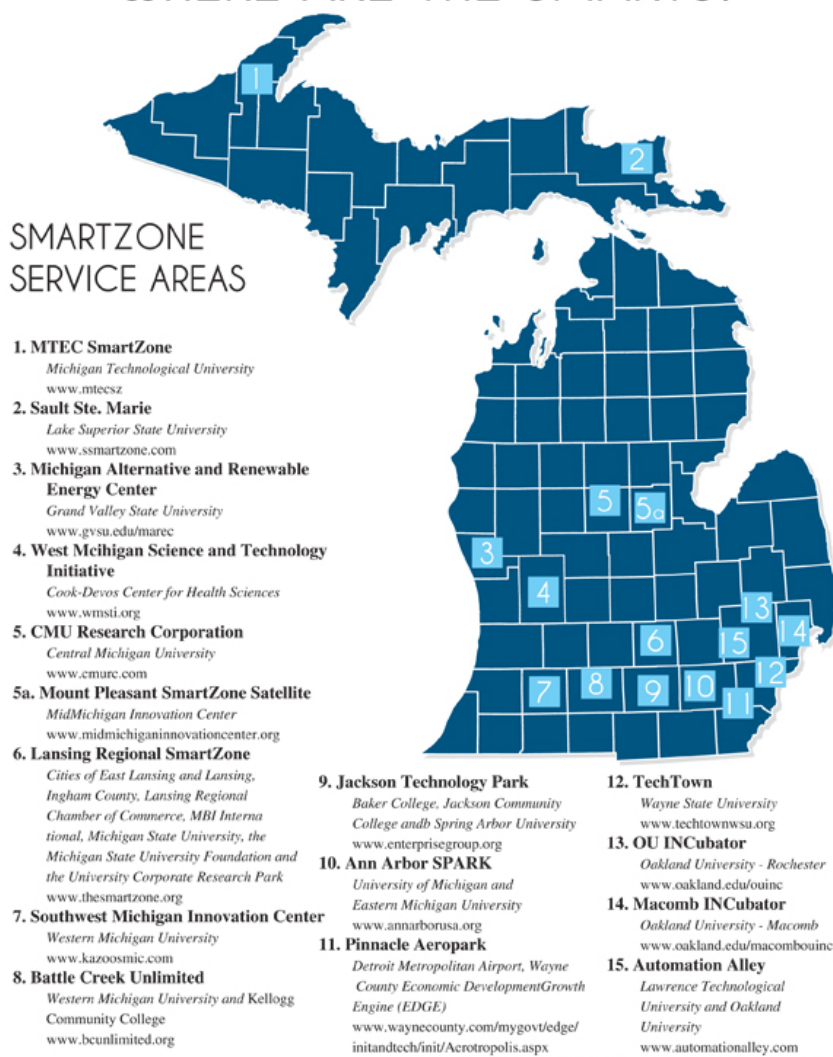 SMARTZONE
SERVICE AREAS
1. MTEC SmartZone
Michigan Technological University
www.mtecsz
2. Sault Ste. Marie
Lake Superior State University
www.ssmartzone.com
3. Michigan Alternative and Renewable
Energy Center
Grand Valley State University
www.gvsu.edu/marec
4. West Mcihigan Science and Technology
Initiative
Cook-Devos Center for Health Sciences
www.wmsti.org
5. CMU Research Corporation
Central Michigan University
www.cmurc.com
5a. Mount Pleasant SmartZone Satellite
MidMichigan Innovation Center
www.midmichiganinnovationcenter.org
6. Lansing Regional SmartZone
Cities of East Lansing and Lansing,
Ingham County, Lansing Regional
Chamber of Commerce, MBI Interna
tional, Michigan State University, the
Michigan State University Foundation and
the University Corporate Research Park
www.thesmartzone.org
7. Southwest Michigan Innovation Center
Western Michigan University
www.kazoosmic.com
8. Battle Creek Unlimited
Western Michigan University and Kellogg
Community College
www.bcunlimited.org
9. Jackson Technology Park
Baker College, Jackson Community
College andb Spring Arbor University
www.enterprisegroup.org
10. Ann Arbor SPARK
University of Michigan and
Eastern Michigan University
www.annarborusa.org
11. Pinnacle Aeropark
Detroit Metropolitan Airport, Wayne
County Economic DevelopmentGrowth
Engine (EDGE)
www.waynecounty.com/mygovt/edge/
initandtech/init/Aerotropolis.aspx
12. TechTown
Wayne State University
www.techtownwsu.org
13. OU INCubator
Oakland University - Rochester
www.oakland.edu/ouinc
14. Macomb INCubator
Oakland University - Macomb
www.oakland.edu/macombouinc
15. Automation Alley
Lawrence Technological
University and Oakland
University
www.automationalley.com
1
2
5
5a
3
4
13
14
6
15
12
7
8
9
10
11